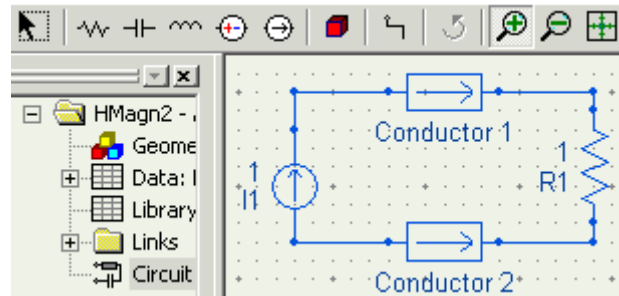 HMagn2 -
Geome
Data:
Library
Links
Circuit
Conductor 1
1
I1
1
R1
Conductor 2